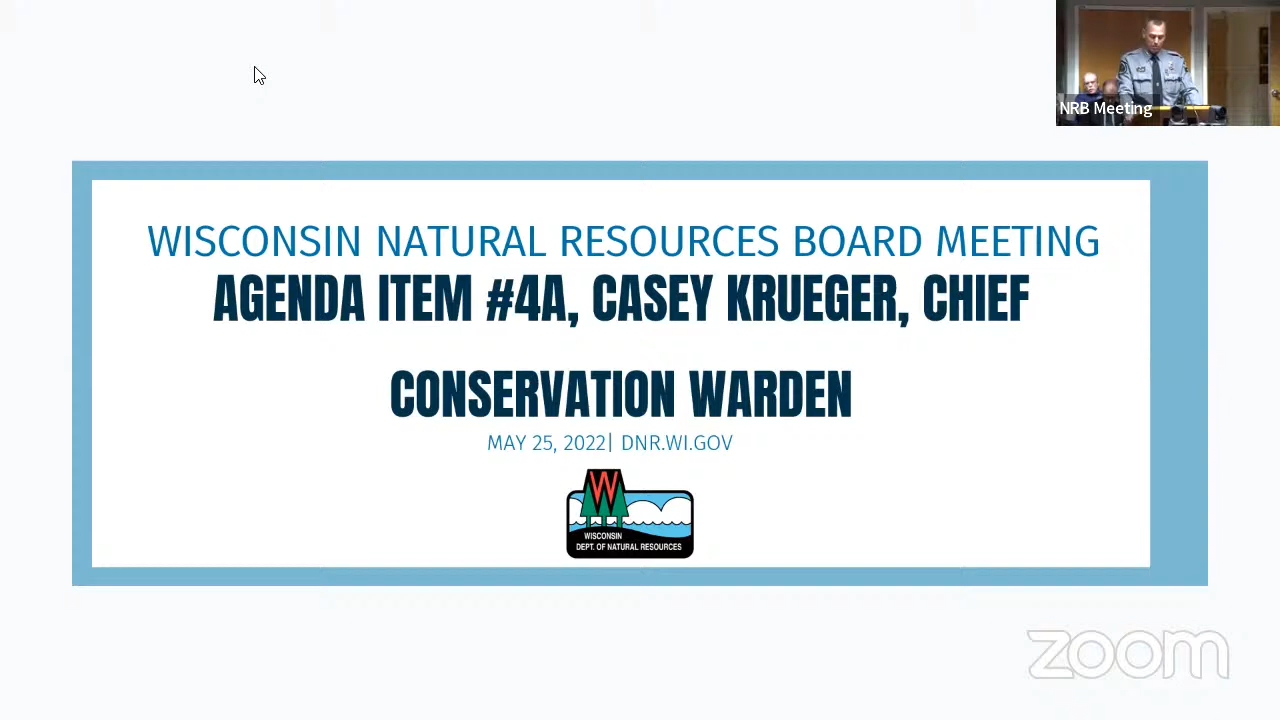 NRB Meeting
WISCONSIN NATURAL RESOURCES BOARD MEETING
AGENDA ITEM #4A, CASEY KRUEGER, CHIEF
CONSERVATION WARDEN
MAY 25, 2022| DNR.WI.GOV
W
WISCONSIN
DEPT. OF NATURAL RESOURCES
zoom